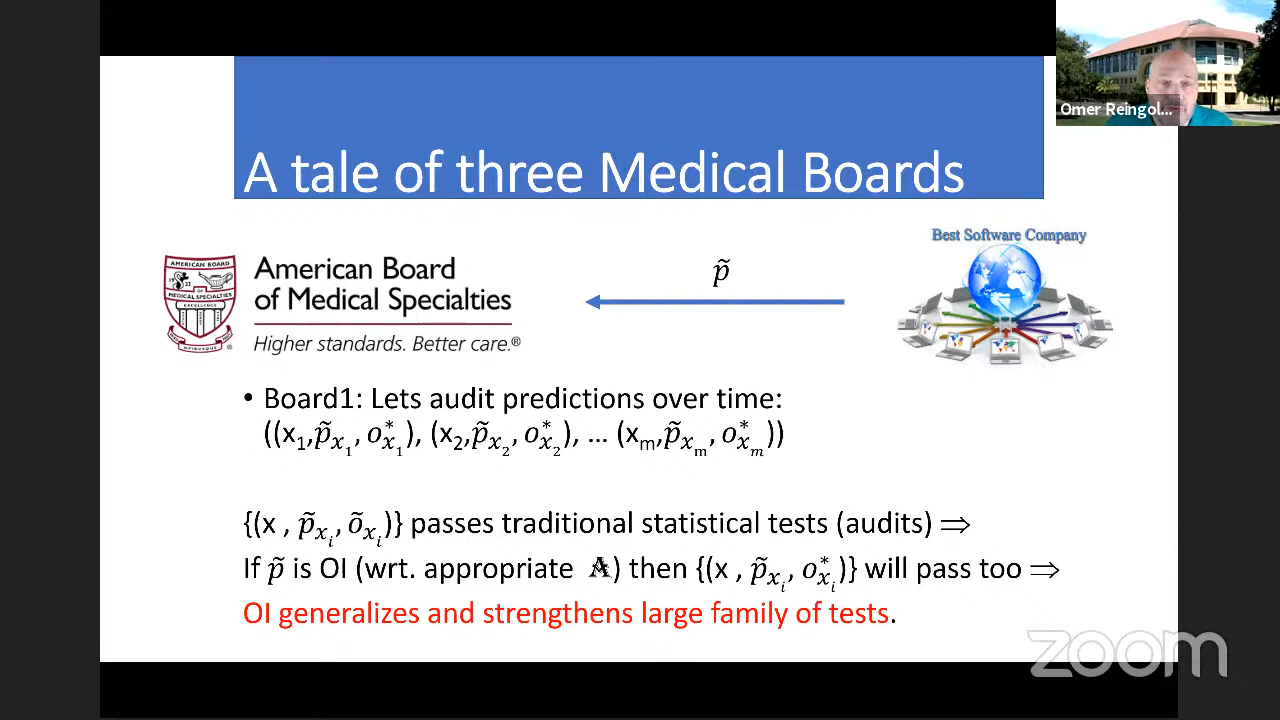 Omer Reingol...
A tale of three Medical Boards
Best Software Company
p̃
AMERICAN BOARD
OF
MEDICAL SPECIALTIES
EXCELLENCE
American Board
of Medical Specialties
Higher standards. Better care.®
• Board1: Lets audit predictions over time:
((x₁,p̃ₓ₁, o*ₓ₁), (x₂,p̃ₓ₂, o*ₓ₂), … (xₘ,p̃ₓₘ, o*ₓₘ))
{(x , p̃ₓᵢ, õₓᵢ)} passes traditional statistical tests (audits) ⇒
If p̃ is OI (wrt. appropriate A) then {(x , p̃ₓᵢ, o*ₓᵢ)} will pass too ⇒
OI generalizes and strengthens large family of tests.
zoom